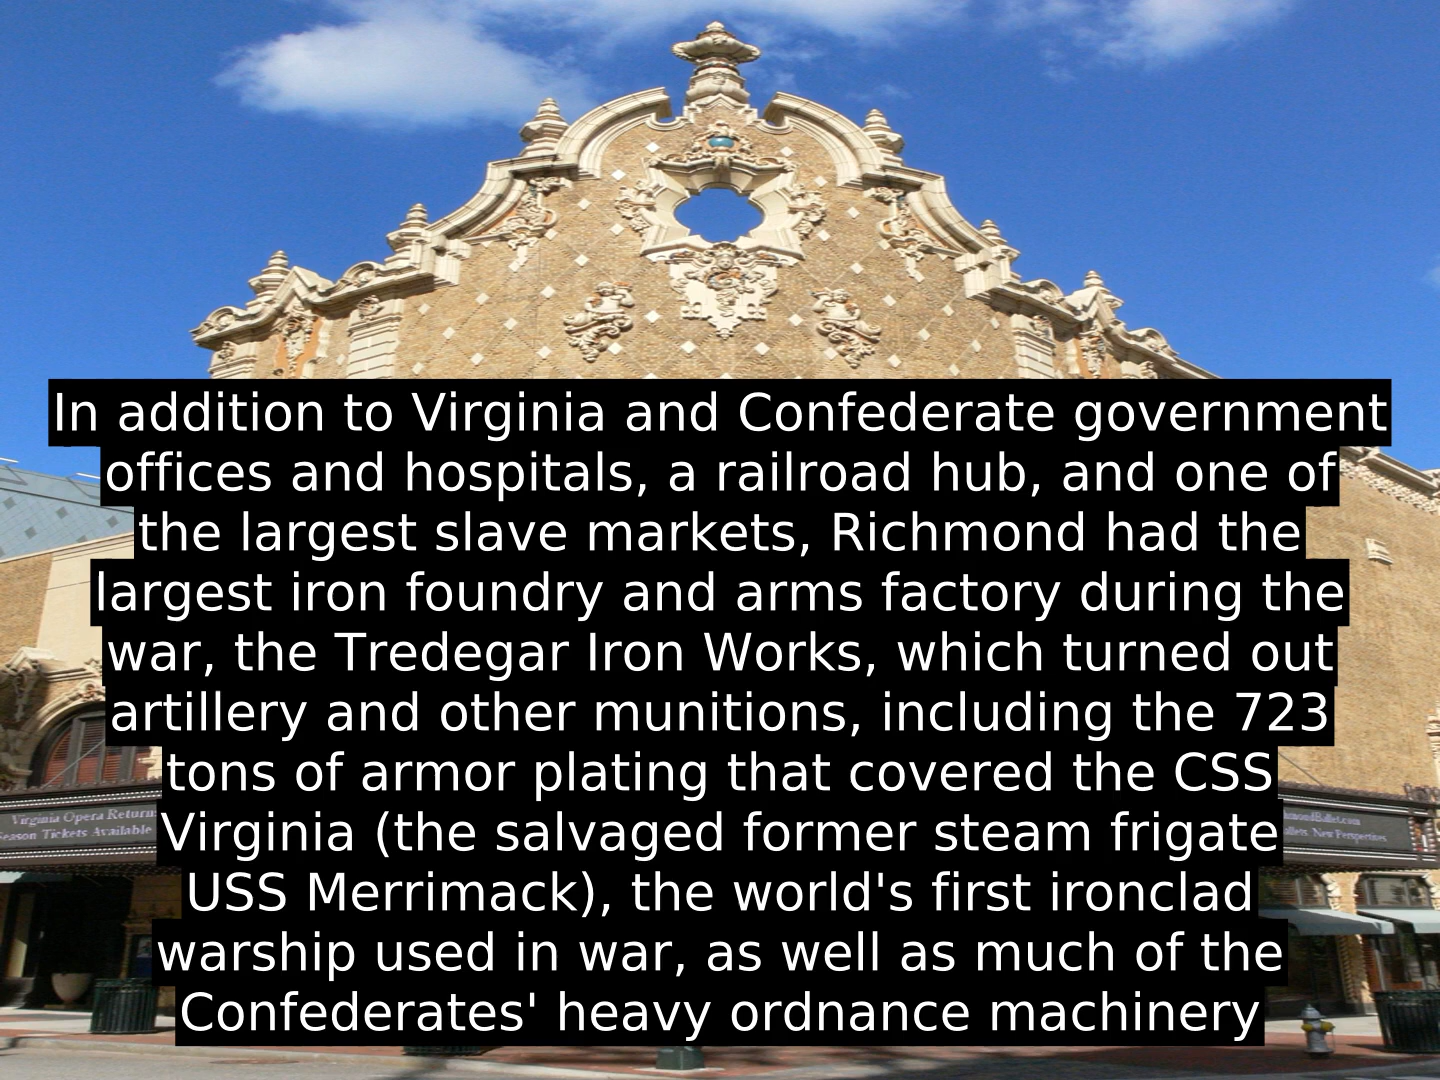 In addition to Virginia and Confederate government
offices and hospitals, a railroad hub, and one of
the largest slave markets, Richmond had the
largest iron foundry and arms factory during the
war, the Tredegar Iron Works, which turned out
artillery and other munitions, including the 723
tons of armor plating that covered the CSS
Virginia (the salvaged former steam frigate
USS Merrimack), the world's first ironclad
warship used in war, as well as much of the
Confederates' heavy ordnance machinery
Virginia Opera Return
Season Tickets Available
mondBallet.com
New Perspectives